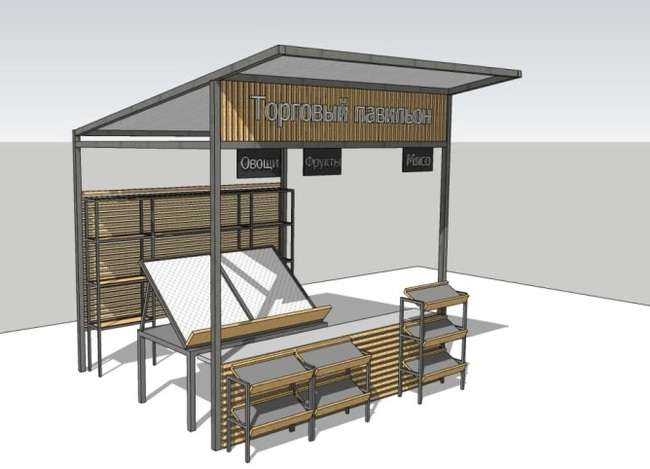 Торговый павильон
Овощи
Фрукты
Мясо